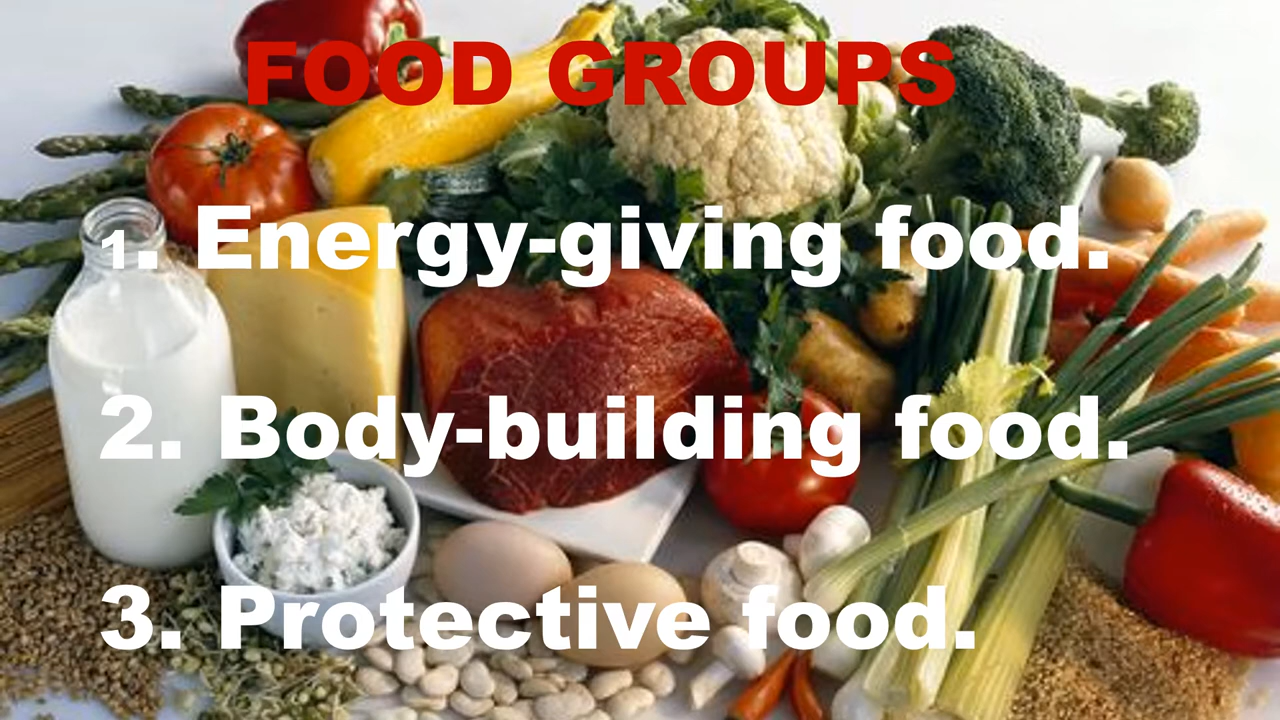 FOOD GROUPS
1. Energy-giving food.
2. Body-building food.
3. Protective food.